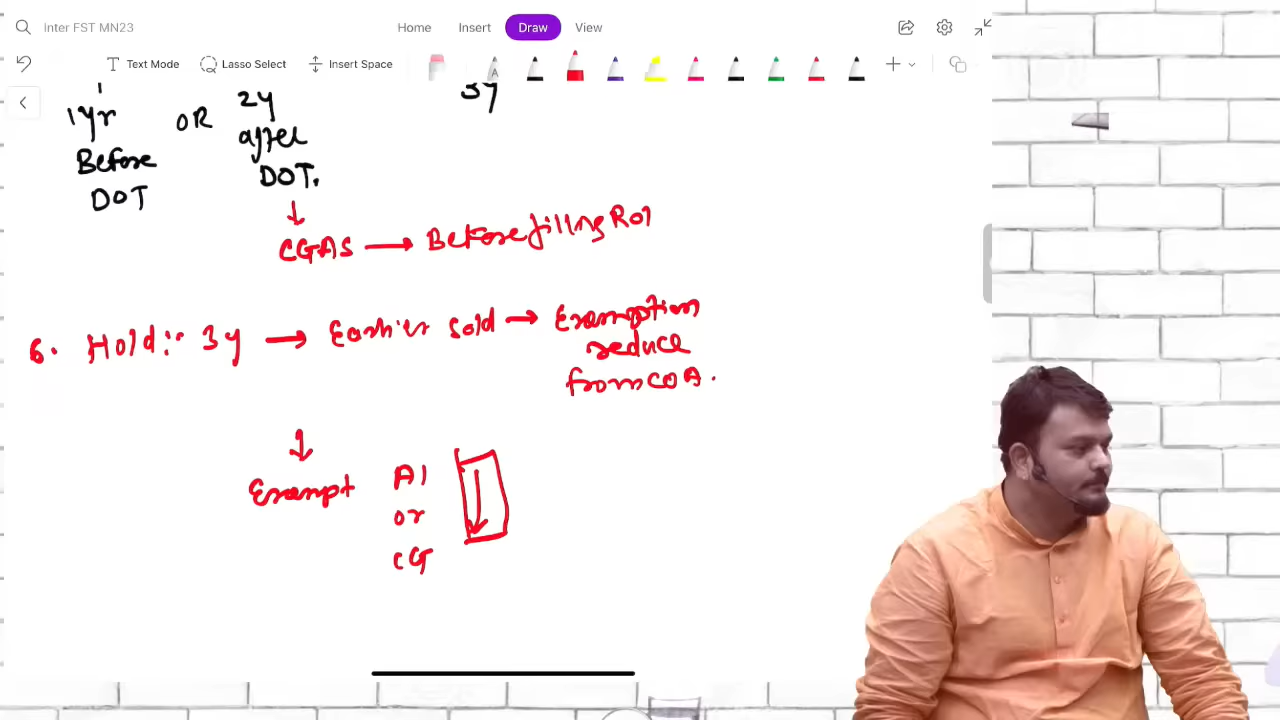 inter FST MN23
Home Insert Draw View
Text Mode Lasso Select Insert Space
1yr OR 2y 3y
Before after
DOT DOT.
CGAS → Before filling ROI
6. Hold:- 3y → Earlier sold → Exemption
reduce
from COA.
Exempt AI
or
CG